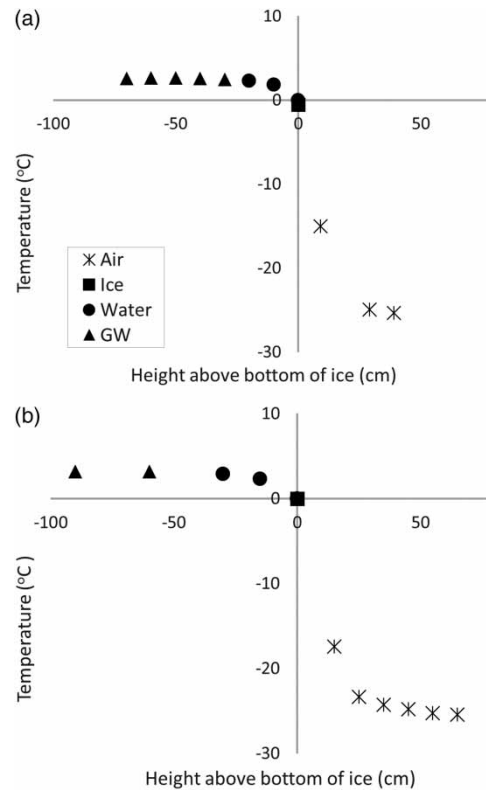 (a)
10
0
-100
-50
0
50
-10
-20
-30
Temperature (°C)
Air
Ice
Water
GW
Height above bottom of ice (cm)
(b)
10
0
-100
-50
0
50
-10
-20
-30
Temperature (°C )
Height above bottom of ice (cm)